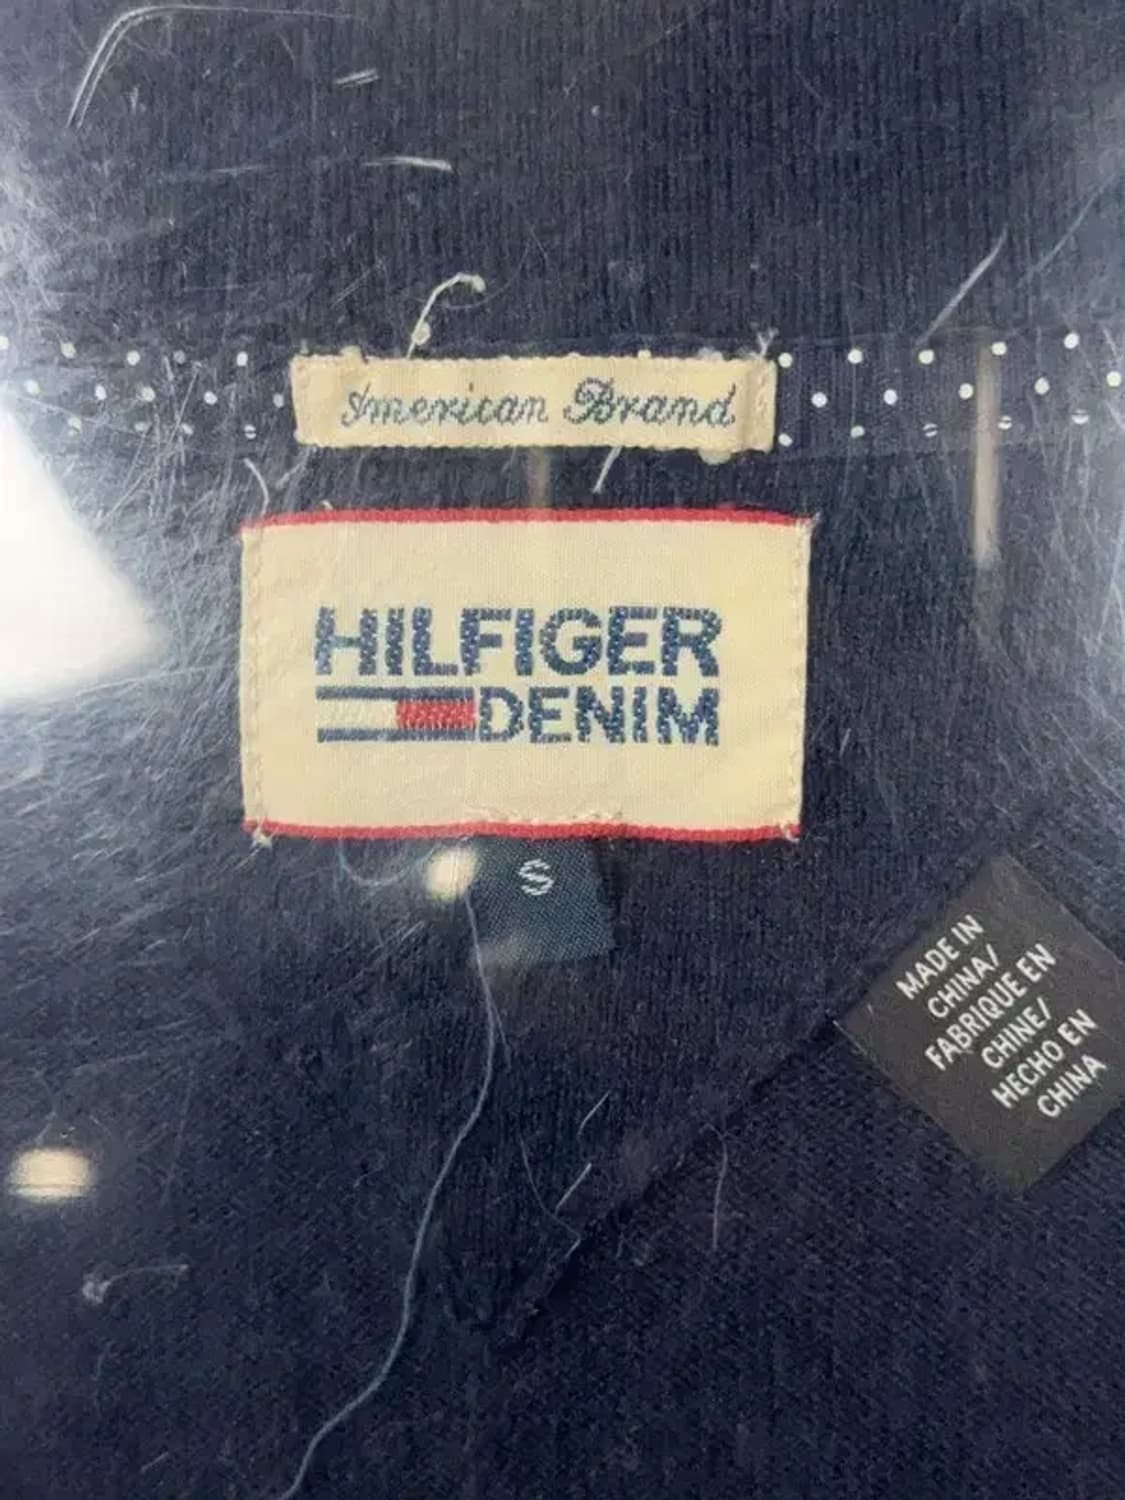 American Brand
HILFIGER
DENIM
S
MADE IN
CHINA/
FABRIQUE EN
CHINE/
HECHO EN
CHINA